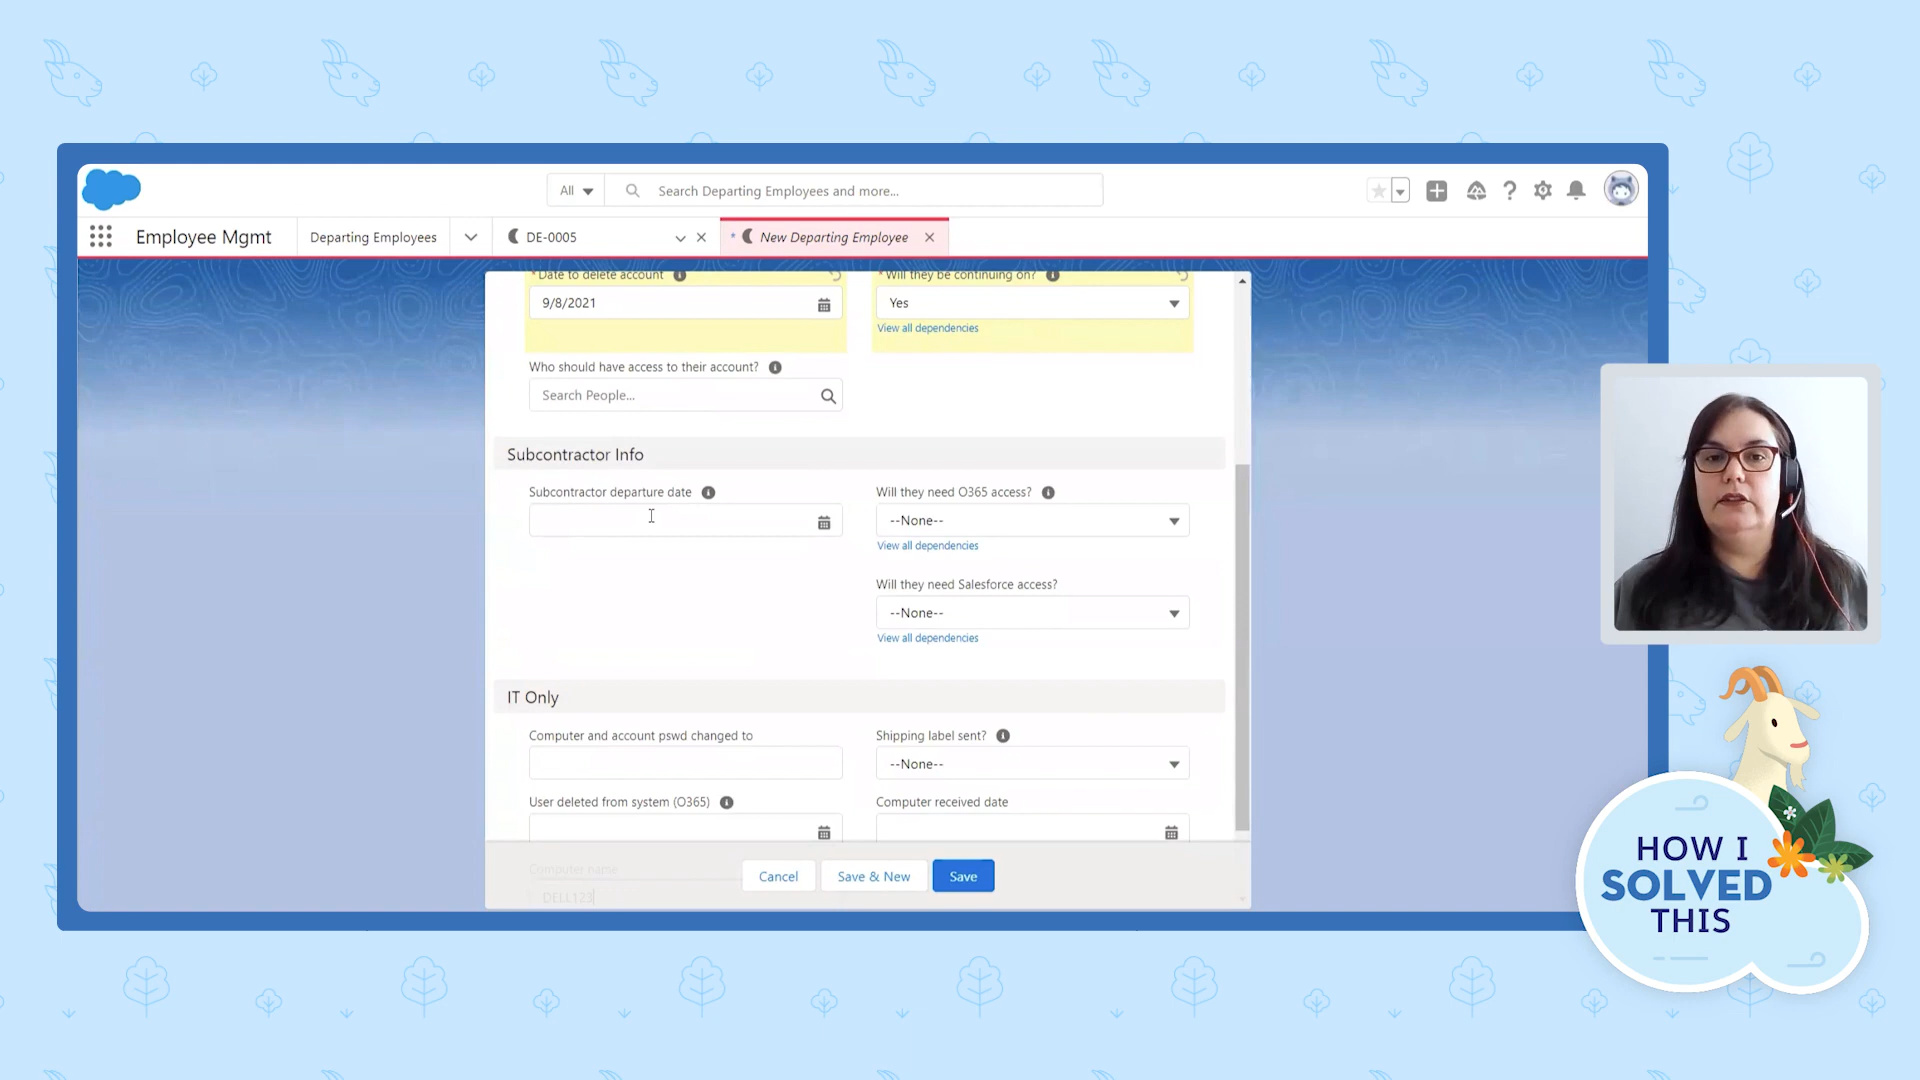 All
Search Departing Employees and more...
Employee Mgmt
Departing Employees
DE-0005
* New Departing Employee
*Date to delete account
*Will they be continuing on?
9/8/2021
Yes
View all dependencies
Who should have access to their account?
Search People...
Subcontractor Info
Subcontractor departure date
Will they need O365 access?
--None--
View all dependencies
Will they need Salesforce access?
--None--
View all dependencies
IT Only
Computer and account pswd changed to
Shipping label sent?
--None--
User deleted from system (O365)
Computer received date
Computer name
DELL123
Cancel
Save & New
Save
HOW I
SOLVED
THIS